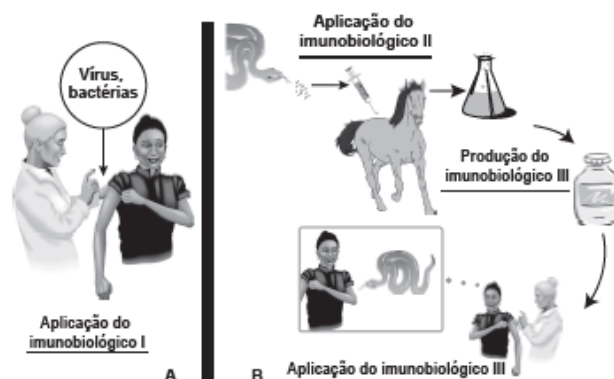 Vírus,
bactérias
Aplicação do
imunobiológico I
A
Aplicação do
imunobiológico II
Produção do
imunobiológico III
B
Aplicação do imunobiológico III